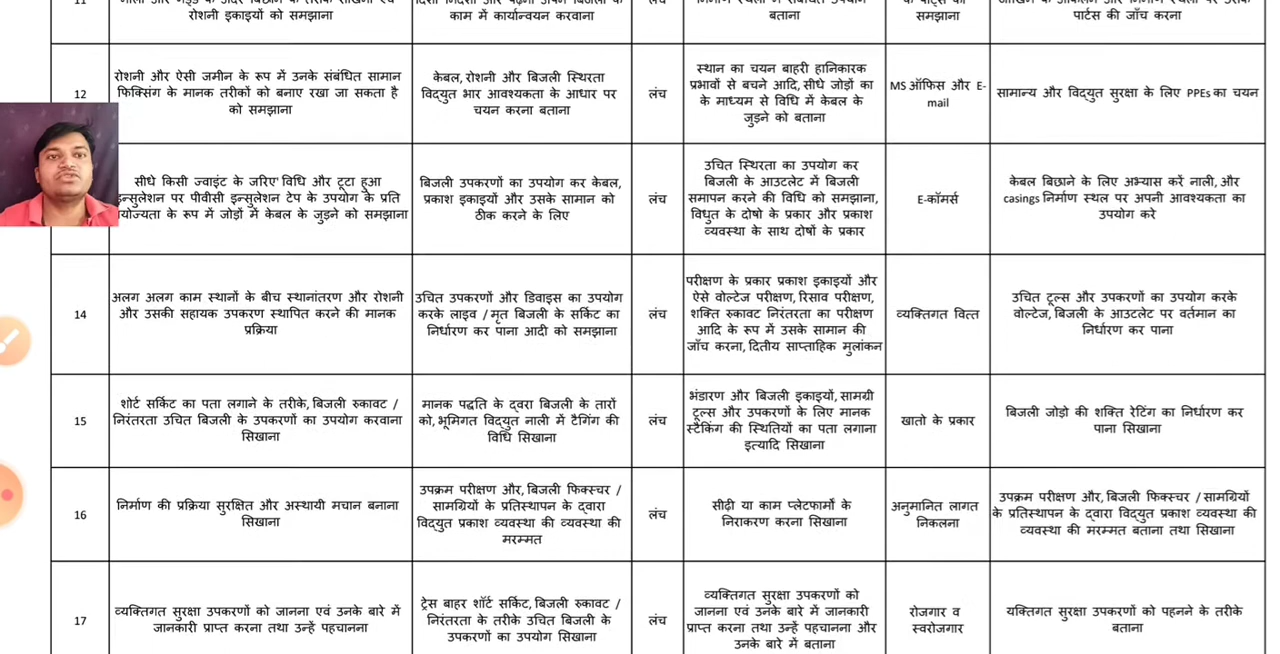 रोशनी इकाइयों को समझाना
काम में कार्यान्वयन करवाना
लंच
बताना
समझाना
पार्टस की जाँच करना
12
रोशनी और ऐसी जमीन के रूप में उनके संबंधित सामान
फिक्सिंग के मानक तरीकों को बनाए रखा जा सकता है
को समझाना
केबल, रोशनी और बिजली स्थिरता
विद्युत भार आवश्यकता के आधार पर
चयन करना बताना
लंच
स्थान का चयन बाहरी हानिकारक
प्रभावों से बचने आदि, सीधे जोड़ों का
के माध्यम से विधि में केबल के
जुड़ने को बताना
MS ऑफिस और E-
mail
सामान्य और विद्युत सुरक्षा के लिए PPEs का चयन
सीधे किसी ज्वाइंट के जरिए' विधि और टूटा हुआ
इन्सुलेशन पर पीवीसी इन्सुलेशन टेप के उपयोग के प्रति
योज्यता के रूप में जोड़ों में केबल के जुड़ने को समझाना
बिजली उपकरणों का उपयोग कर केबल,
प्रकाश इकाइयों और उसके सामान को
ठीक करने के लिए
लंच
उचित स्थिरता का उपयोग कर
बिजली के आउटलेट में बिजली
समापन करने की विधि को समझाना,
विधुत के दोषो के प्रकार और प्रकाश
व्यवस्था के साथ दोषों के प्रकार
E-कॉमर्स
केबल बिछाने के लिए अभ्यास करें नाली, और
casings निर्माण स्थल पर अपनी आवश्यकता का
उपयोग करे
14
अलग अलग काम स्थानों के बीच स्थानांतरण और रोशनी
और उसकी सहायक उपकरण स्थापित करने की मानक
प्रक्रिया
उचित उपकरणों और डिवाइस का उपयोग
करके लाइव / मृत बिजली के सर्किट का
निर्धारण कर पाना आदी को समझाना
लंच
परीक्षण के प्रकार प्रकाश इकाइयों और
ऐसे वोल्टेज परीक्षण, रिसाव परीक्षण,
शक्ति रुकावट निरंतरता का परीक्षण
आदि के रूप में उसके सामान की
जाँच करना, दितीय साप्ताहिक मुलांकन
व्यक्तिगत वित्त
उचित टूल्स और उपकरणों का उपयोग करके
वोल्टेज, बिजली के आउटलेट पर वर्तमान का
निर्धारण कर पाना
15
शोर्ट सर्किट का पता लगाने के तरीके, बिजली रुकावट /
निरंतरता उचित बिजली के उपकरणों का उपयोग करवाना
सिखाना
मानक पद्धति के द्वारा बिजली के तारों
को, भूमिगत विद्युत नाली में टैगिंग की
विधि सिखाना
लंच
भंडारण और बिजली इकाइयों, सामग्री
टूल्स और उपकरणों के लिए मानक
स्टैकिंग की स्थितियों का पता लगाना
इत्यादि सिखाना
खातो के प्रकार
बिजली जोड़ो की शक्ति रेटिंग का निर्धारण कर
पाना सिखाना
16
निर्माण की प्रक्रिया सुरक्षित और अस्थायी मचान बनाना
सिखाना
उपक्रम परीक्षण और, बिजली फिक्स्चर /
सामग्रियों के प्रतिस्थापन के द्वारा
विद्युत प्रकाश व्यवस्था की व्यवस्था की
मरम्मत
लंच
सीढ़ी या काम प्लेटफार्मों के
निराकरण करना सिखाना
अनुमानित लागत
निकलना
उपक्रम परीक्षण और, बिजली फिक्स्चर / सामग्रियों
के प्रतिस्थापन के द्वारा विद्युत प्रकाश व्यवस्था की
व्यवस्था की मरम्मत बताना तथा सिखाना
17
व्यक्तिगत सुरक्षा उपकरणों को जानना एवं उनके बारे में
जानकारी प्राप्त करना तथा उन्हें पहचानना
ट्रेस बाहर शॉर्ट सर्किट, बिजली रुकावट /
निरंतरता के तरीके उचित बिजली के
उपकरणों का उपयोग सिखाना
लंच
व्यक्तिगत सुरक्षा उपकरणों को
जानना एवं उनके बारे में जानकारी
प्राप्त करना तथा उन्हें पहचानना और
उनके बारे में बताना
रोजगार व
स्वरोजगार
यक्तिगत सुरक्षा उपकरणों को पहनने के तरीके
बताना